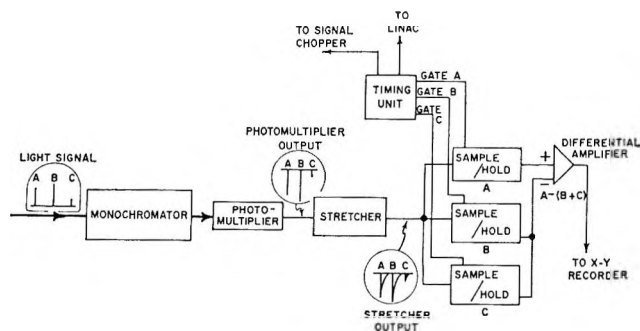 TO
LINAC
TO SIGNAL
CHOPPER
GATE A
TIMING
UNIT
GATE B
GATE
C
PHOTOMULTIPLIER
OUTPUT
A B C
LIGHT SIGNAL
A B C
MONOCHROMATOR
PHOTO-
MULTIPLIER
STRETCHER
A B C
STRETCHER
OUTPUT
SAMPLE
/HOLD
A
SAMPLE
/HOLD
B
SAMPLE
/HOLD
C
+
−
DIFFERENTIAL
AMPLIFIER
A-(B+C)
TO X-Y
RECORDER